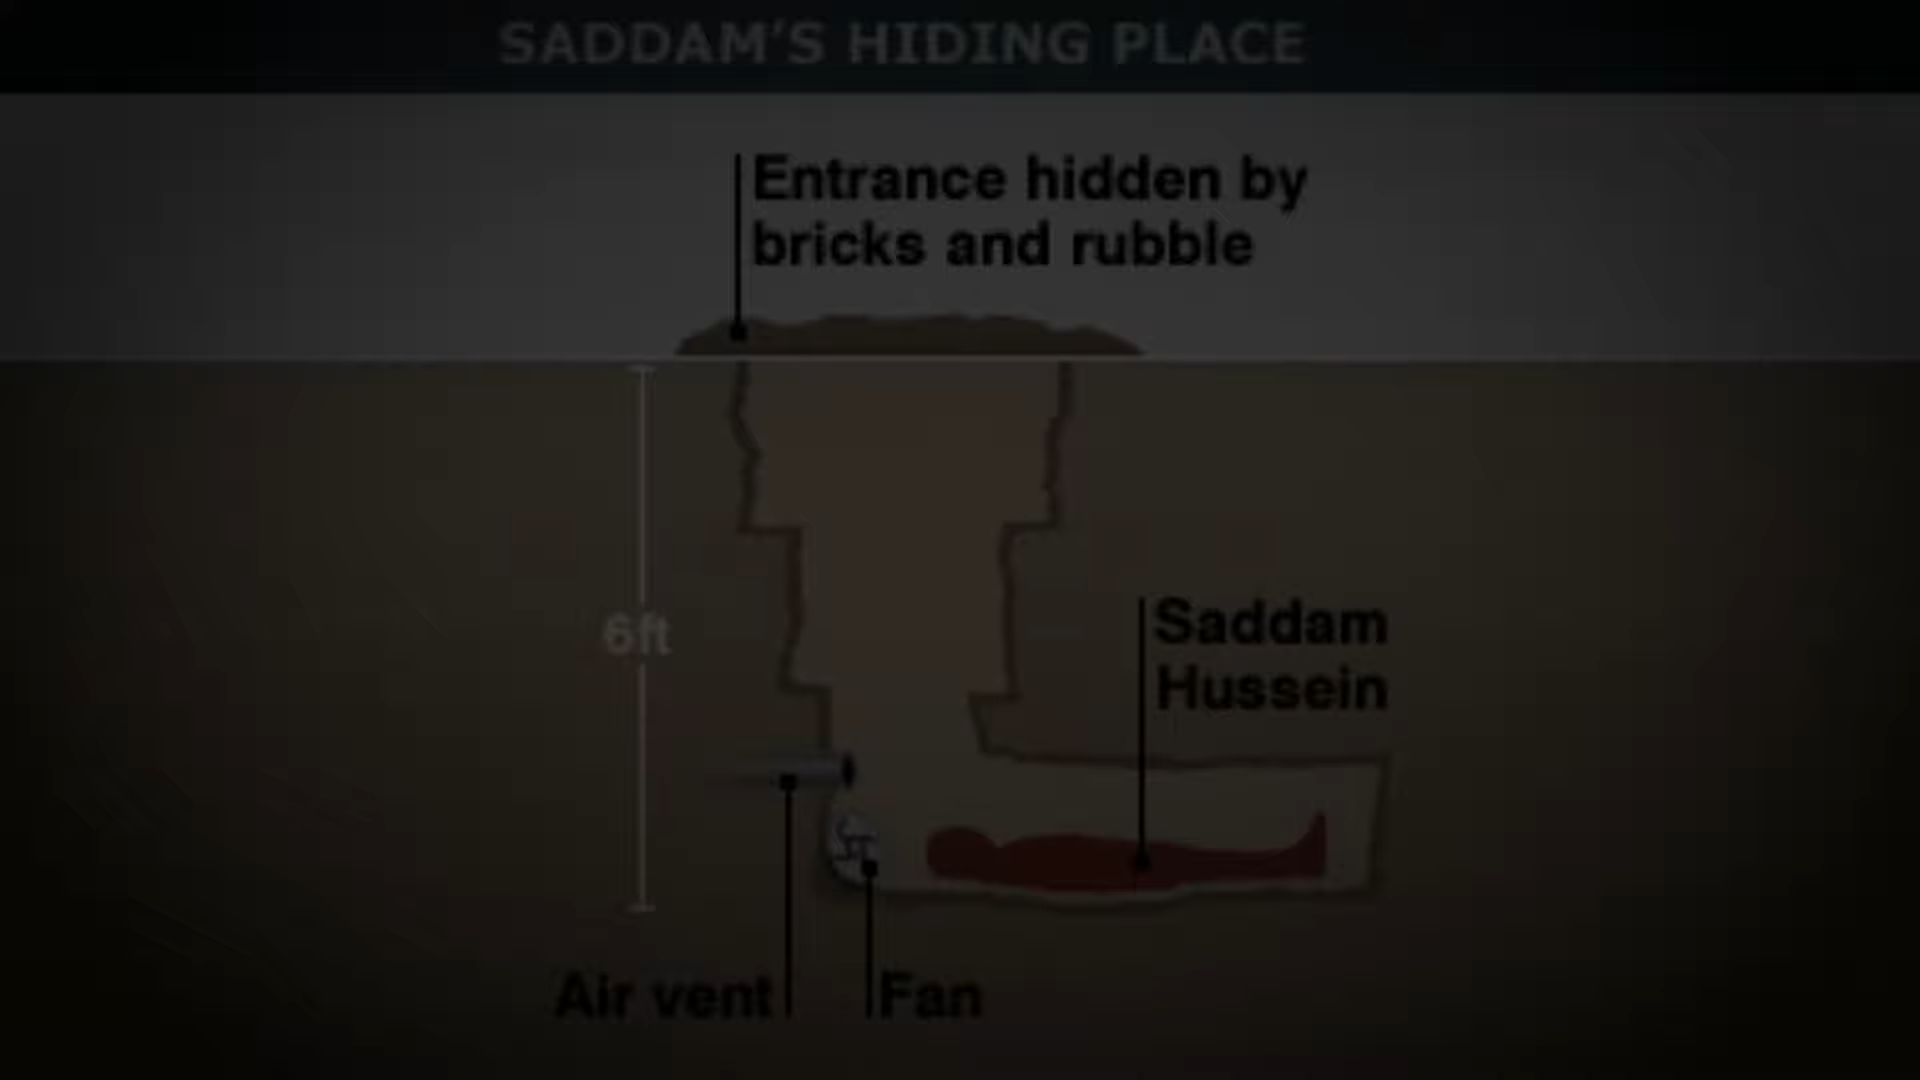 SADDAM'S HIDING PLACE
Entrance hidden by
bricks and rubble
6ft
Saddam
Hussein
Air vent
Fan